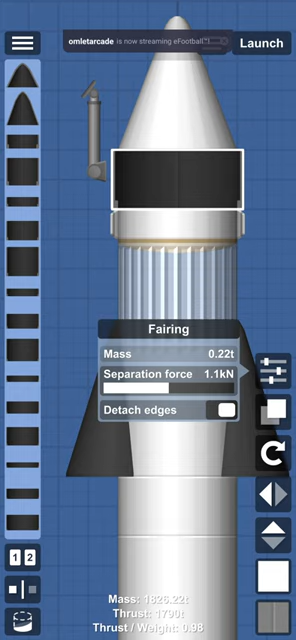 omletarcade is now streaming eFootball™
Launch
Fairing
Mass 0.22t
Separation force 1.1kN
Detach edges
1 2
Mass: 1826.22t
Thrust: 1790t
Thrust / Weight: 0.98